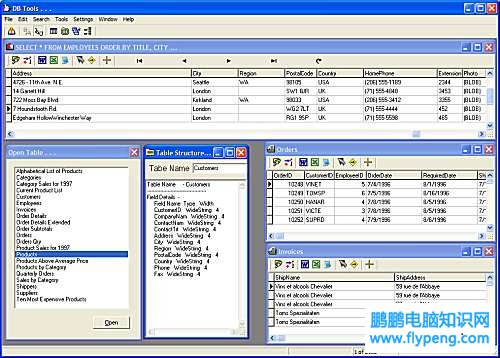 DB-Tools . . .
File Edit Search Tools Settings Windows Help
SELECT * FROM EMPLOYEES ORDER BY TITLE, CITY ...
Address City Region PostalCode Country HomePhone Extension Photo
4726 - 11th Ave. N.E. Seattle WA 98105 USA (206) 555-1189 2344 (BLOB)
14 Garrett Hill London SW1 8JR UK (71) 555-4848 3453 (BLOB)
722 Moss Bay Blvd. Kirkland WA 98033 USA (206) 555-3412 3355 (BLOB)
7 Houndstooth Rd. London WG2 7LT UK (71) 555-4444 452 (BLOB)
Edgeham HollowWinchester Way London RG1 9SP UK (71) 555-5598 465 (BLOB)
Open Table . . .
Alphabetical List of Products
Categories
Category Sales for 1997
Current Product List
Customers
Employees
Invoices
Order Details
Order Details Extended
Order Subtotals
Orders
Orders Qry
Product Sales for 1997
Products
Products Above Average Price
Products by Category
Quarterly Orders
Sales by Category
Shippers
Suppliers
Ten Most Expensive Products
Open
Table Structure...
Table Name Customers
Table Name - Customers
Field Details -
Field Name Type Width
CustomerID WideString 4
CompanyNam WideString 4
ContactNam WideString 4
ContactTit WideString 4
Address WideString 4
City WideString 4
Region WideString 4
PostalCode WideString 4
Country WideString 4
Phone WideString 4
Fax WideString 4
Orders
OrderID CustomerID EmployeeID OrderDate RequiredDate
10248 VINET 5 7/4/1996 8/1/1996
10249 TOMSP 6 7/5/1996 8/16/1996
10250 HANAR 4 7/8/1996 8/5/1996
10251 VICTE 3 7/8/1996 8/5/1996
10252 SUPRD 4 7/9/1996 8/6/1996
Invoices
ShipName ShipAddress
Vins et alcools Chevalier 59 rue de l'Abbaye
Vins et alcools Chevalier 59 rue de l'Abbaye
Vins et alcools Chevalier 59 rue de l'Abbaye
Toms Spezialitäten
Toms Spezialitäten
1 of
鹏鹏电脑知识网
www.flypeng.com